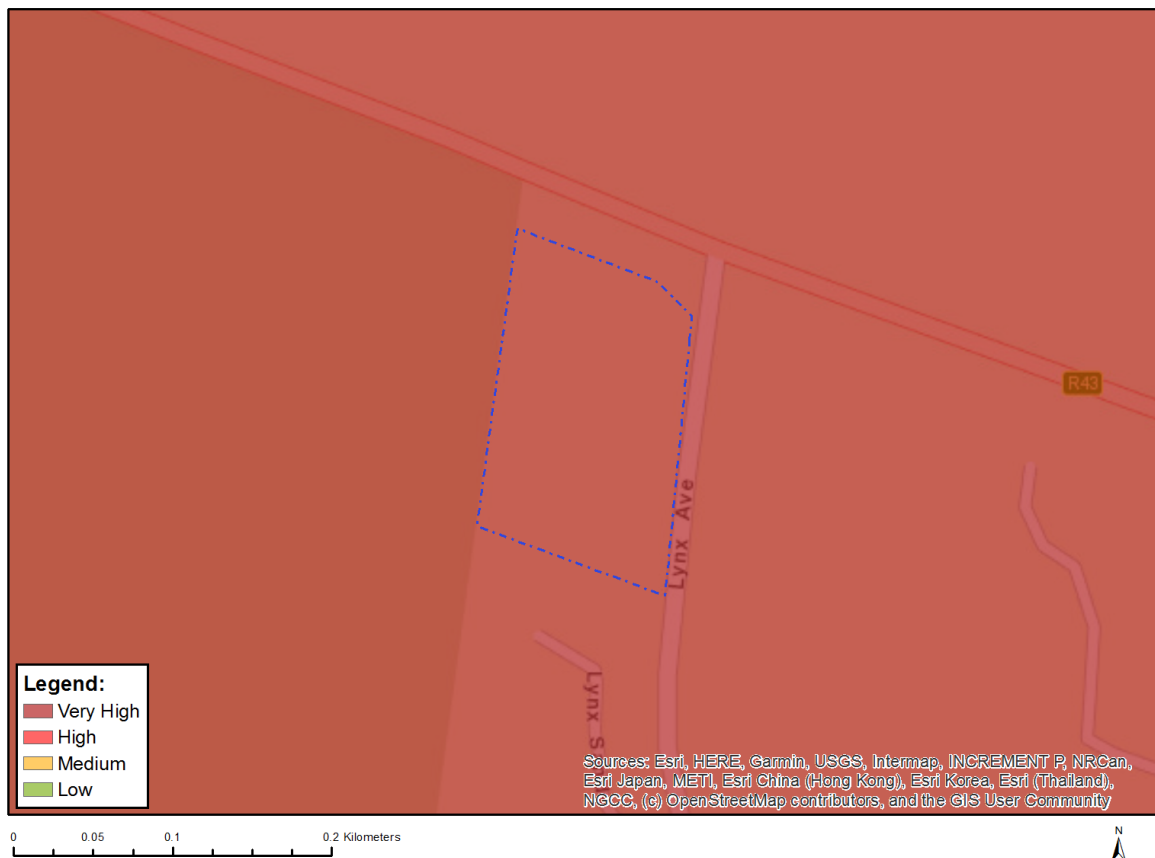 R43
Lynx Ave
Lynx S
Legend:
Very High
High
Medium
Low
Sources: Esri, HERE, Garmin, USGS, Intermap, INCREMENT P, NRCan,
Esri Japan, METI, Esri China (Hong Kong), Esri Korea, Esri (Thailand),
NGCC, (c) OpenStreetMap contributors, and the GIS User Community
0 0.05 0.1 0.2 Kilometers
N